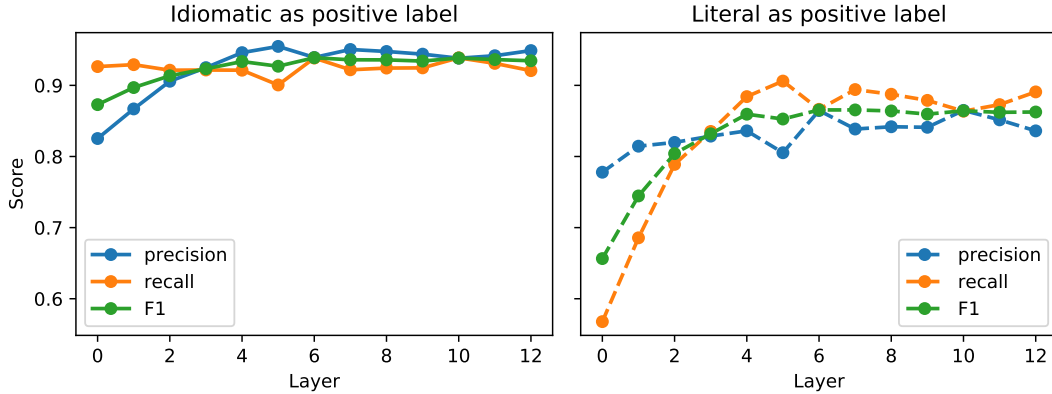 Idiomatic as positive label
Literal as positive label
Score
0.9
0.8
0.7
0.6
precision
recall
F1
precision
recall
F1
0 2 4 6 8 10 12
0 2 4 6 8 10 12
Layer
Layer